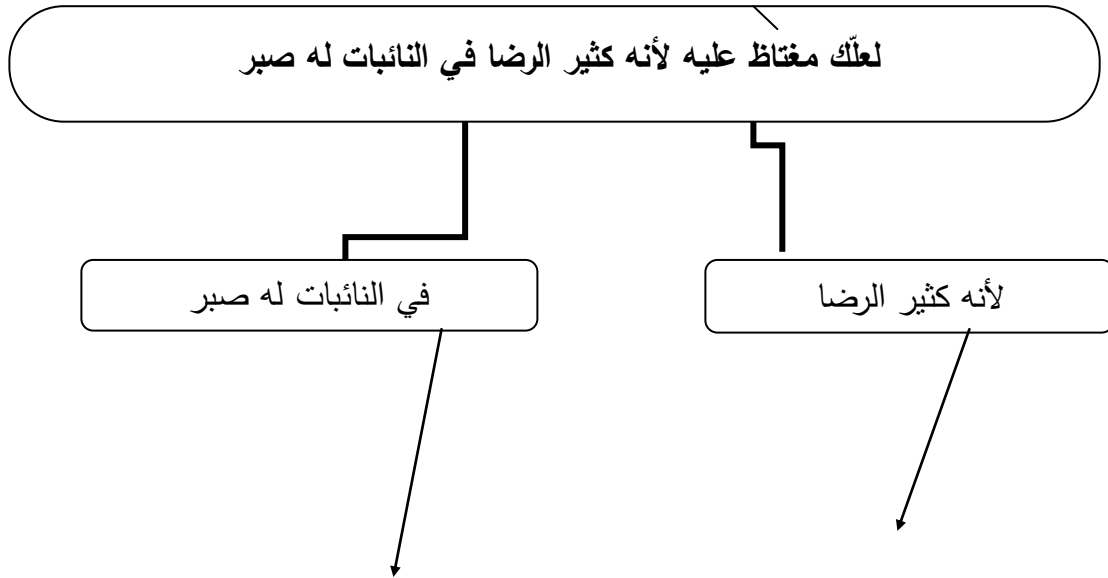 لعلّك مغتاظ عليه لأنه كثير الرضا في النائبات له صبر
لأنه كثير الرضا
في النائبات له صبر